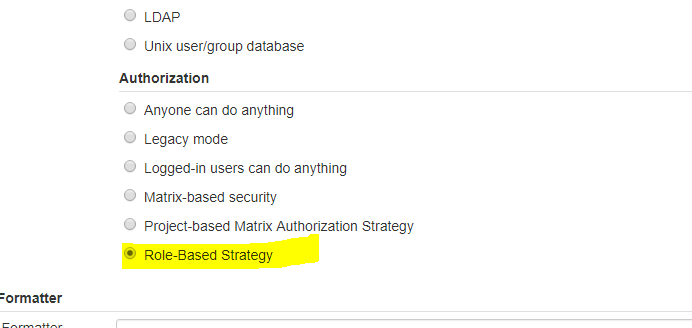 LDAP
Unix user/group database
Authorization
Anyone can do anything
Legacy mode
Logged-in users can do anything
Matrix-based security
Project-based Matrix Authorization Strategy
Role-Based Strategy
Formatter
Formatter